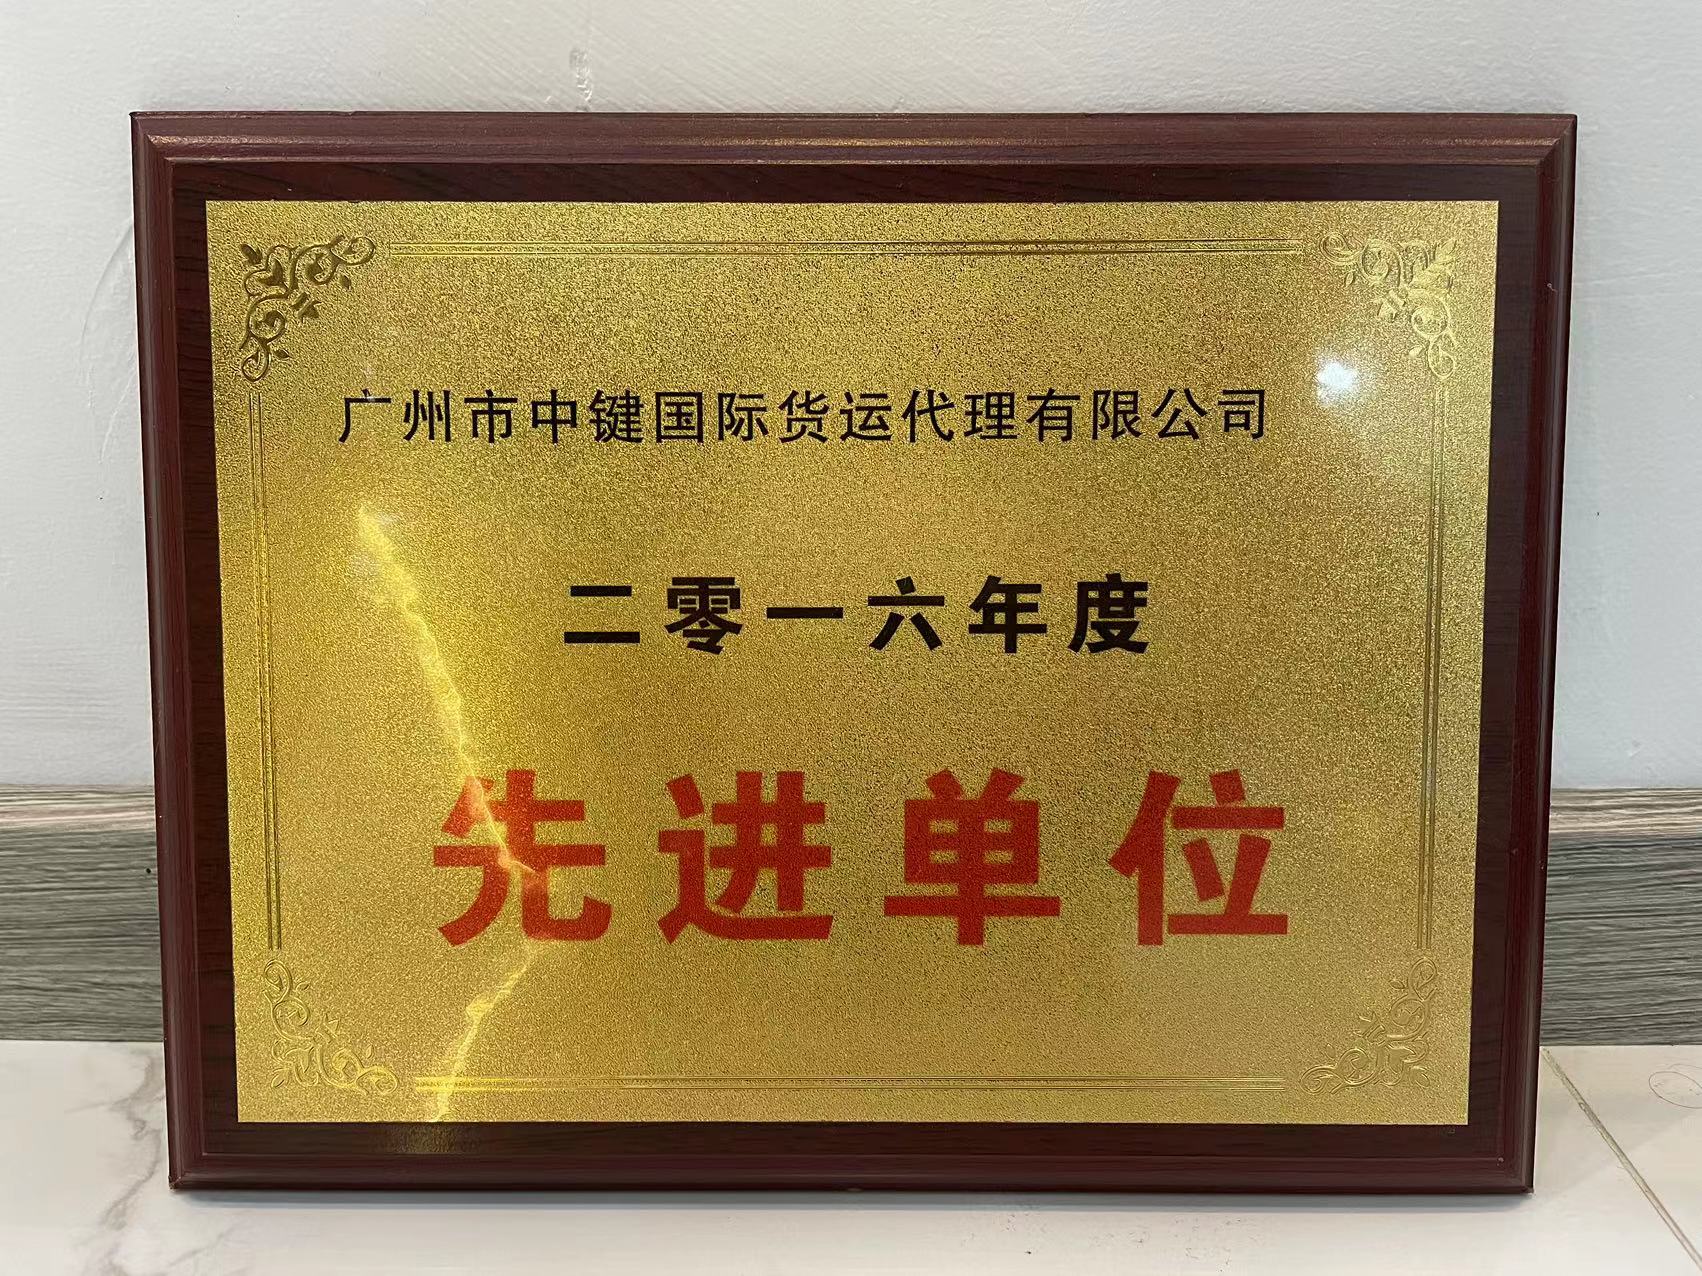 广州市中键国际货运代理有限公司
二零一六年度
先进单位